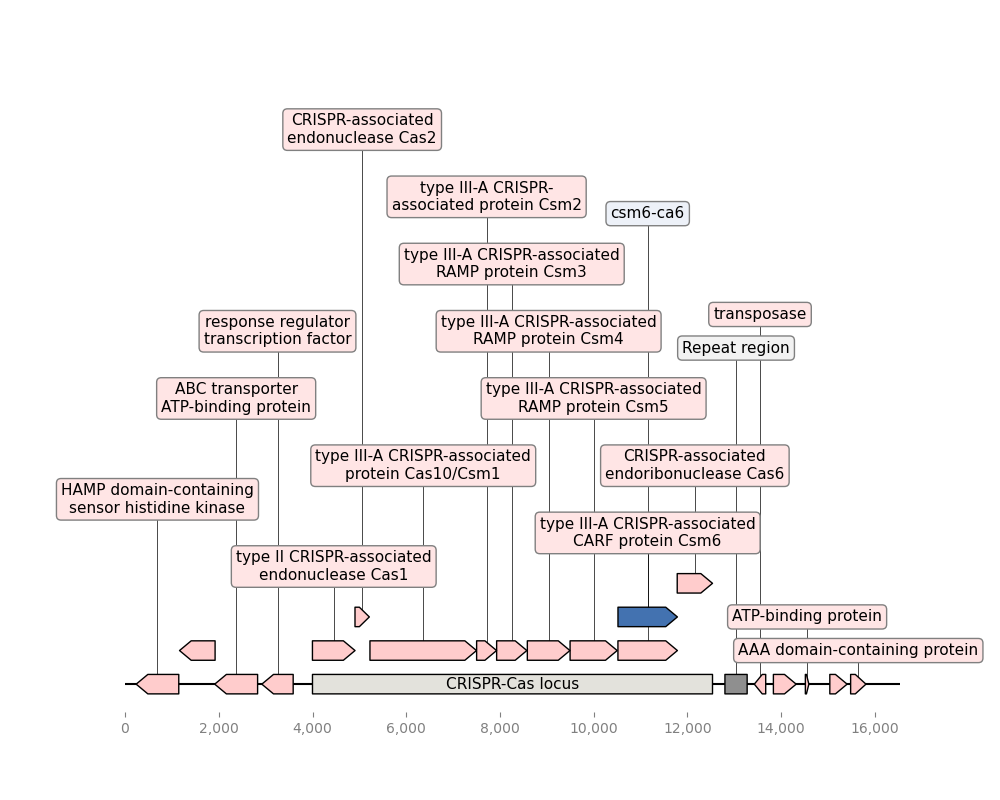 CRISPR-associated
endonuclease Cas2
type III-A CRISPR-
associated protein Csm2
csm6-ca6
type III-A CRISPR-associated
RAMP protein Csm3
transposase
response regulator
transcription factor
type III-A CRISPR-associated
RAMP protein Csm4
Repeat region
ABC transporter
ATP-binding protein
type III-A CRISPR-associated
RAMP protein Csm5
type III-A CRISPR-associated
protein Cas10/Csm1
CRISPR-associated
endoribonuclease Cas6
HAMP domain-containing
sensor histidine kinase
type III-A CRISPR-associated
CARF protein Csm6
type II CRISPR-associated
endonuclease Cas1
ATP-binding protein
AAA domain-containing protein
CRISPR-Cas locus
0 2,000 4,000 6,000 8,000 10,000 12,000 14,000 16,000